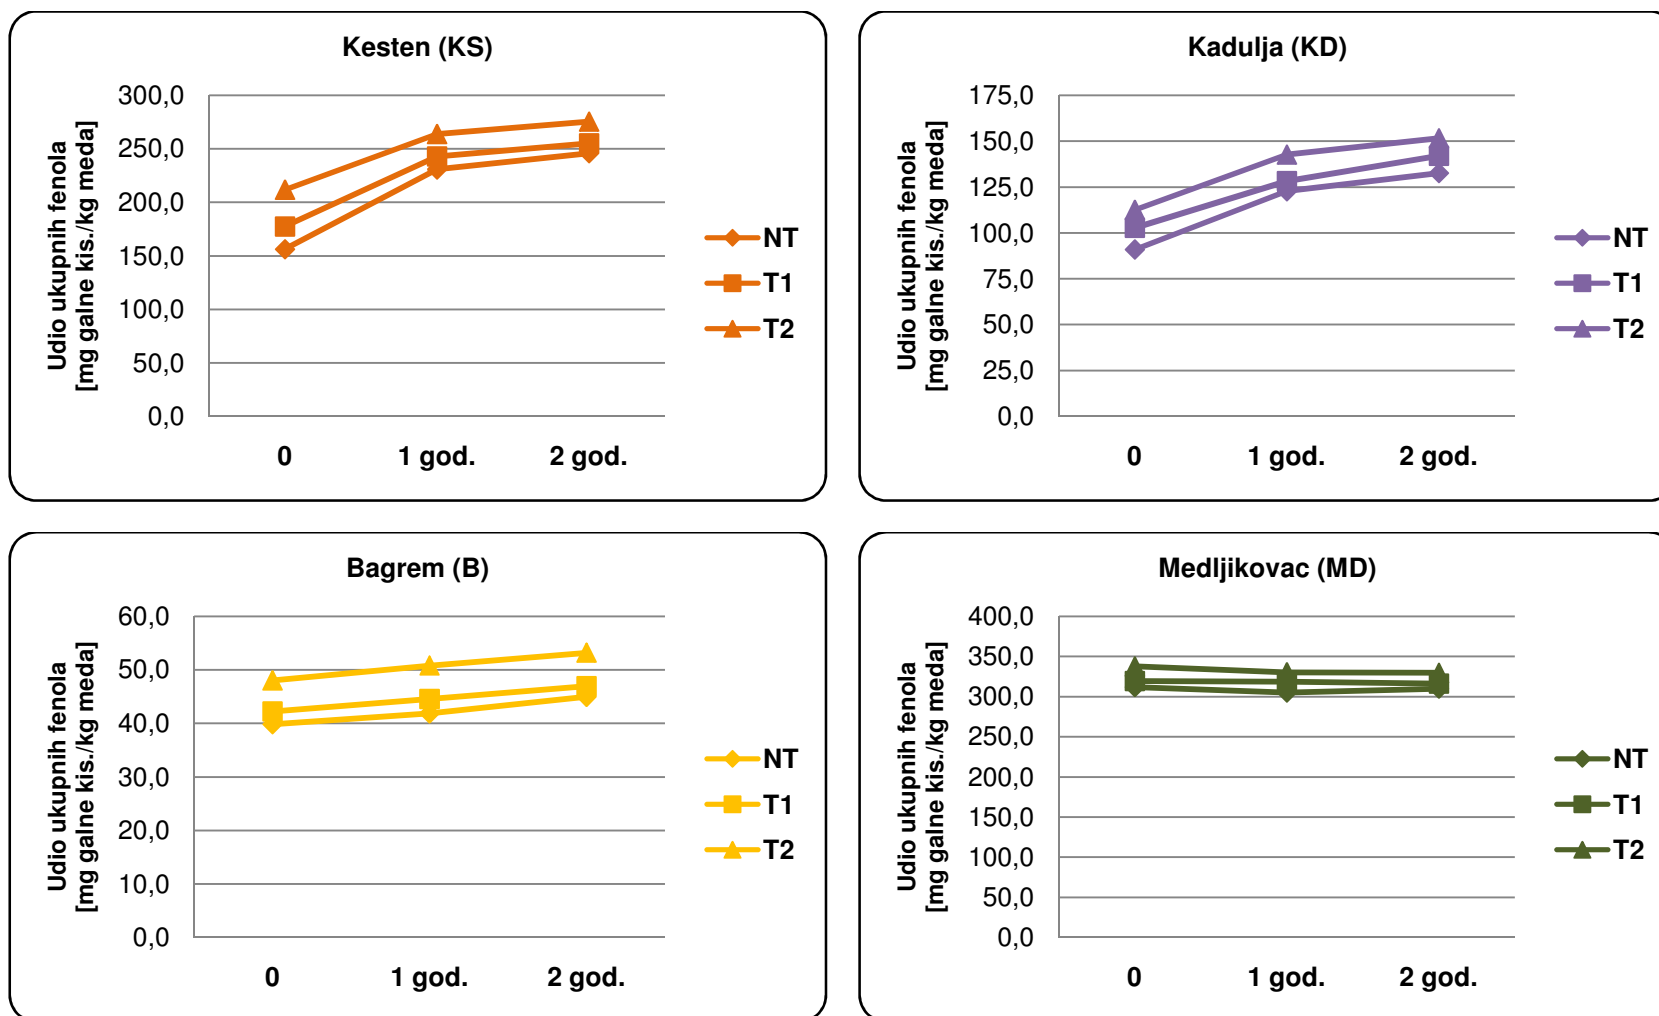 Kesten (KS)
Udio ukupnih fenola
[mg galne kis./kg meda]
300,0
250,0
200,0
150,0
100,0
50,0
0,0
0 1 god. 2 god.
NT
T1
T2
Kadulja (KD)
Udio ukupnih fenola
[mg galne kis./kg meda]
175,0
150,0
125,0
100,0
75,0
50,0
25,0
0,0
0 1 god. 2 god.
NT
T1
T2
Bagrem (B)
Udio ukupnih fenola
[mg galne kis./kg meda]
60,0
50,0
40,0
30,0
20,0
10,0
0,0
0 1 god. 2 god.
NT
T1
T2
Medljikovac (MD)
Udio ukupnih fenola
[mg galne kis./kg meda]
400,0
350,0
300,0
250,0
200,0
150,0
100,0
50,0
0,0
0 1 god. 2 god.
NT
T1
T2